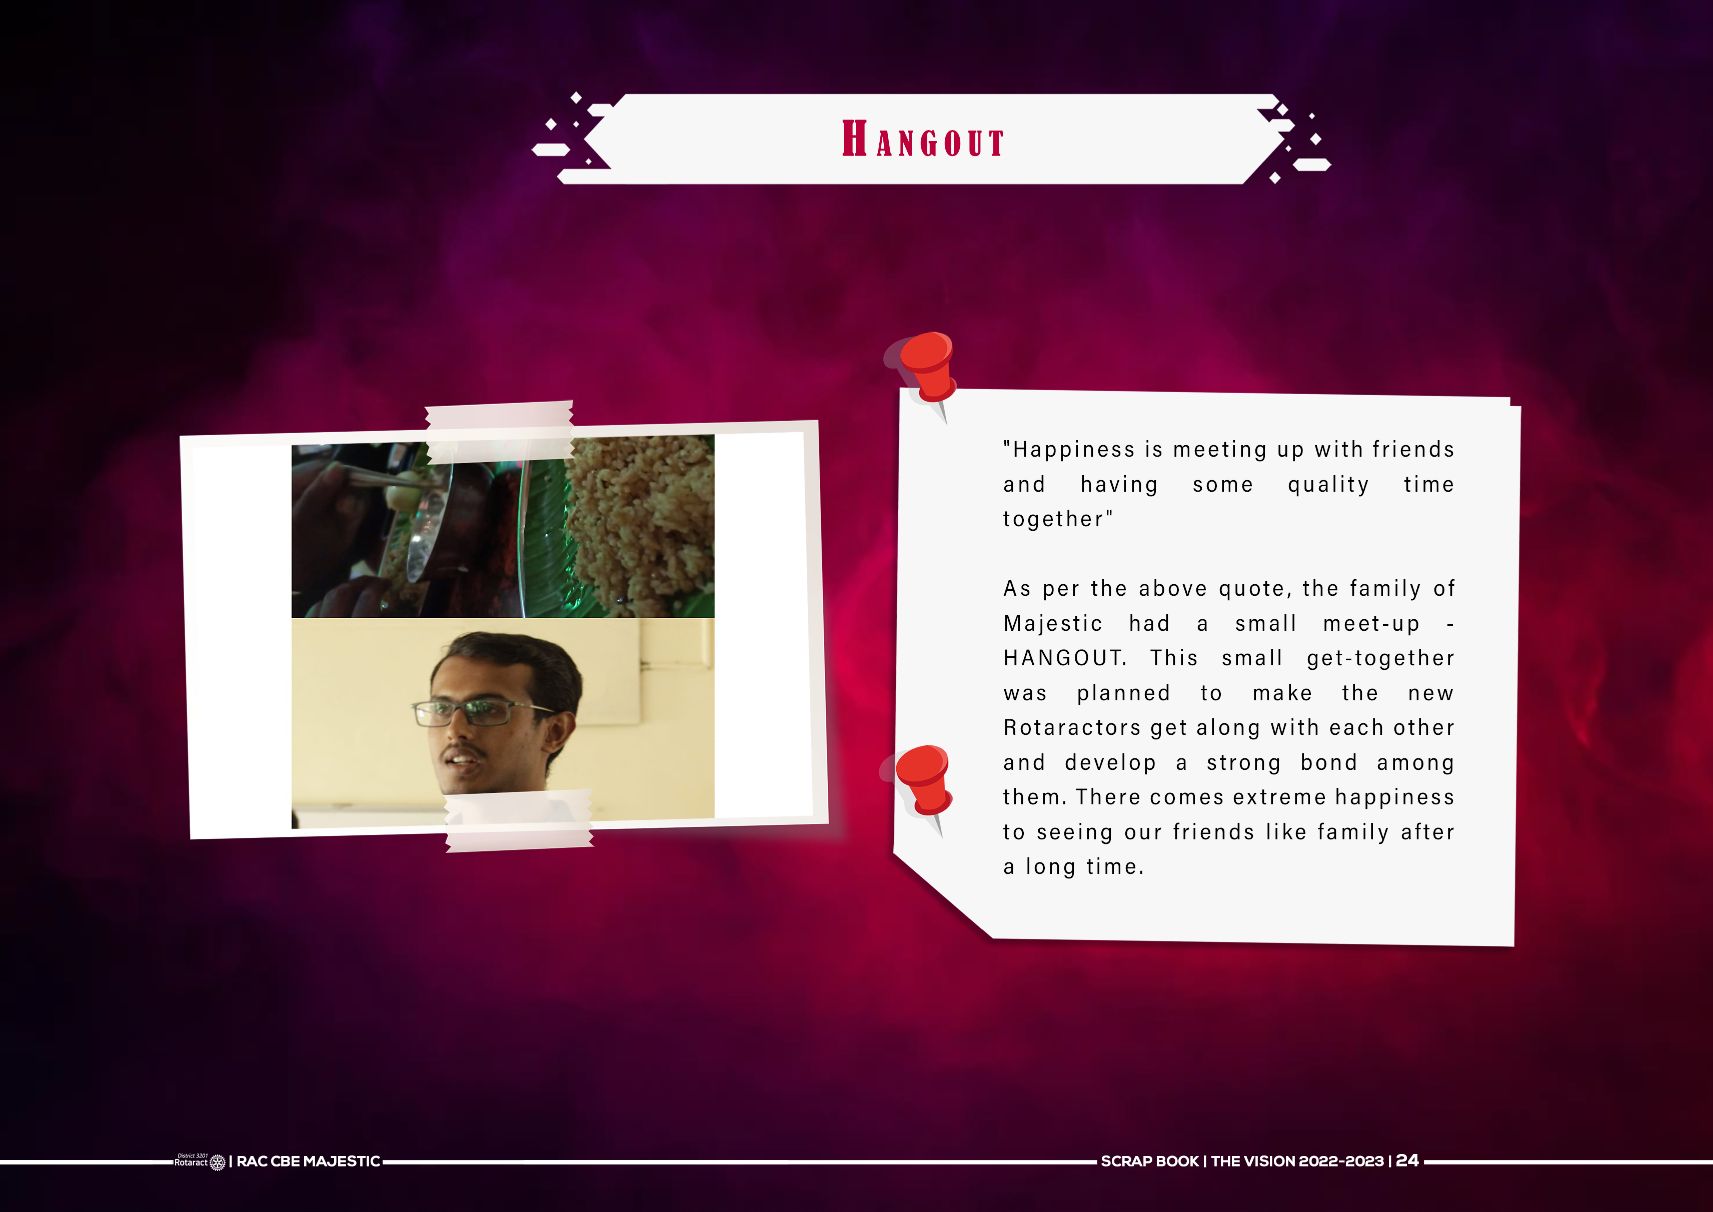 HANGOUT
"Happiness is meeting up with friends
and having some quality time
together"
As per the above quote, the family of
Majestic had a small meet-up -
HANGOUT. This small get-together
was planned to make the new
Rotaractors get along with each other
and develop a strong bond among
them. There comes extreme happiness
to seeing our friends like family after
a long time.
District 3201
Rotaract | RAC CBE MAJESTIC
SCRAP BOOK | THE VISION 2022-2023 | 24